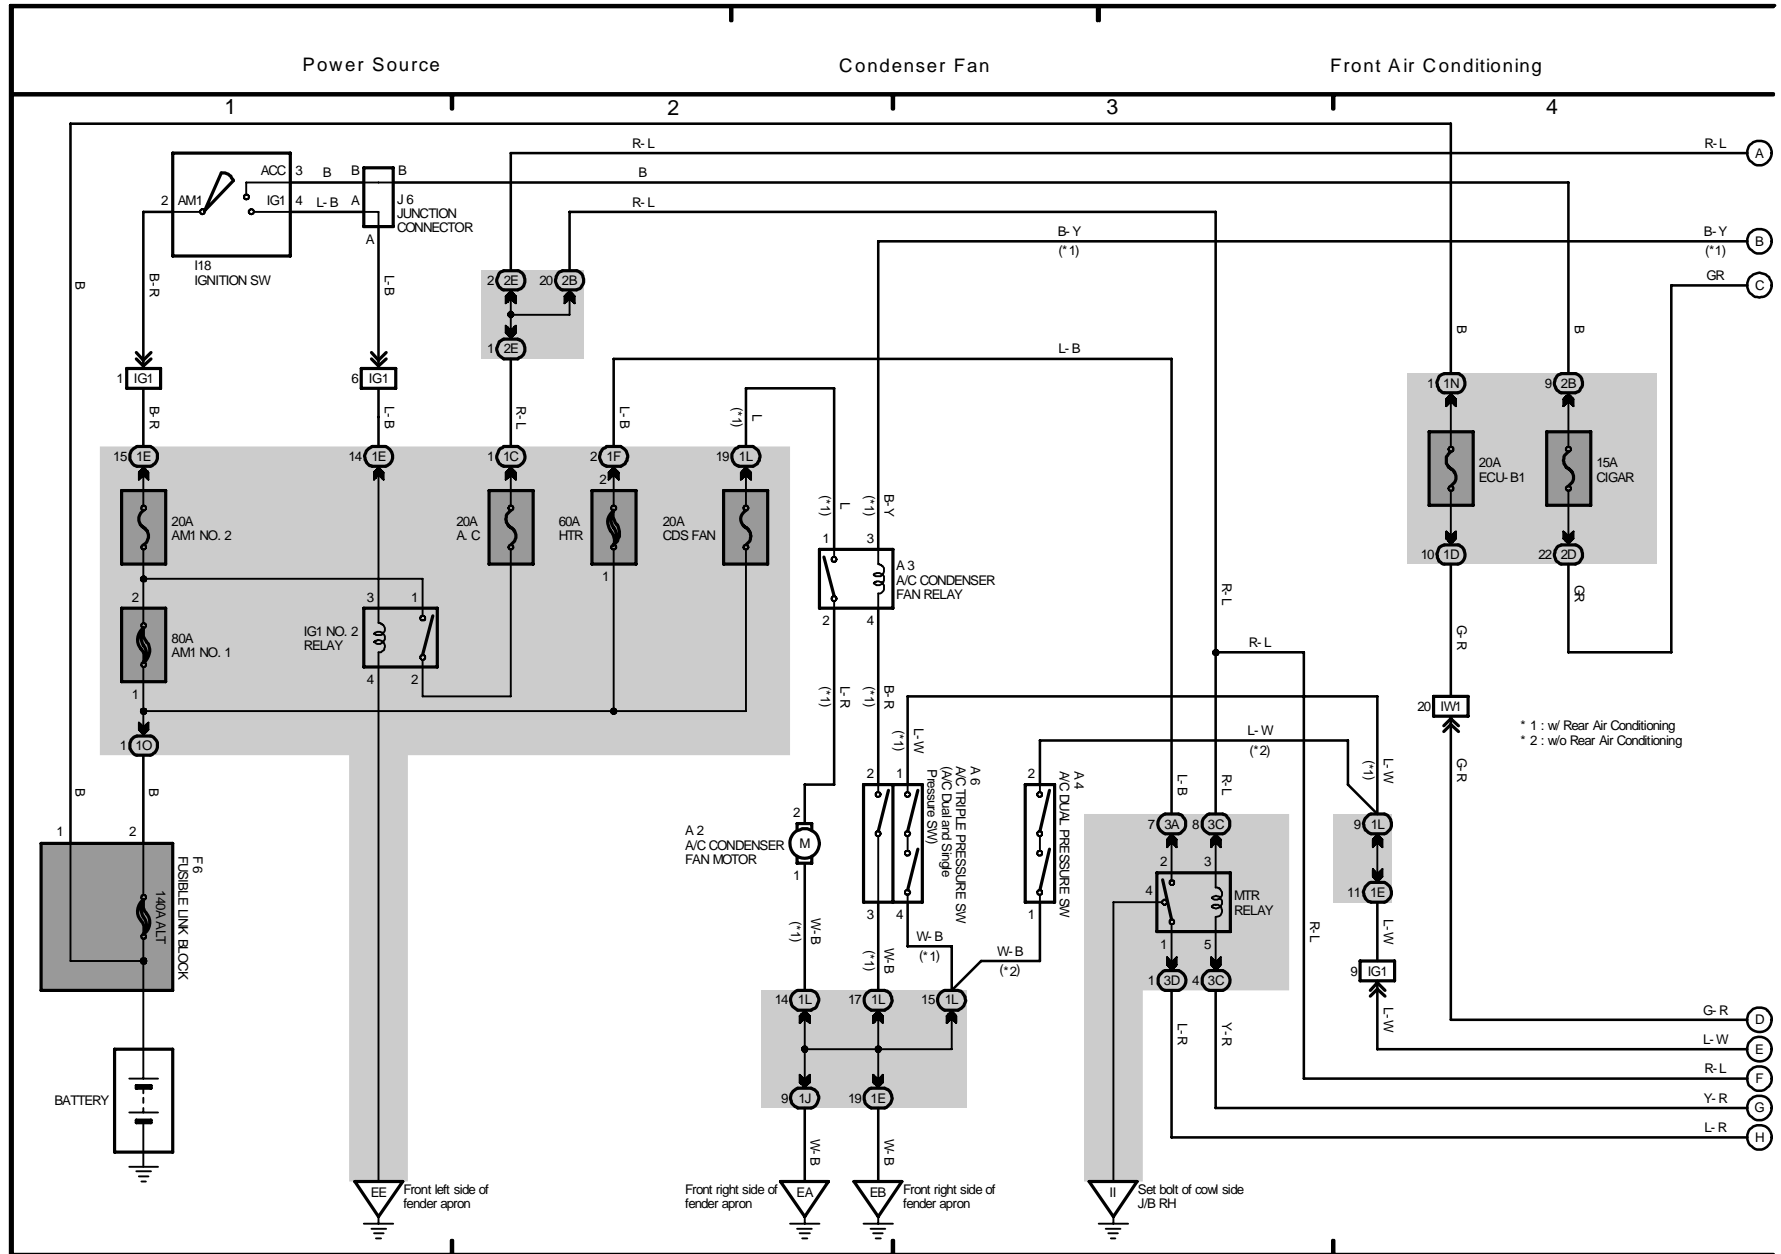 Power Source
Condenser Fan
Front Air Conditioning
1
2
3
4
R-L
R-L
A
ACC 3 B B B
B
2 AM1
IG1 4 L-B A
J 6
JUNCTION
CONNECTOR
A
R-L
B-Y
(*1)
B-Y
(*1)
B
I18
IGNITION SW
GR
C
B
B-R
L-B
2 2E
20 2B
1 2E
B
B
L-B
1 IG1
6 IG1
1 1N
9 2B
B-R
L-B
R-L
L-B
L
(*1)
15 1E
14 1E
1 1C
2 1F
19 1L
2
20A
ECU-B1
15A
CIGAR
L
(*1)
B-Y
(*1)
20A
AM1 NO. 2
20A
A. C
60A
HTR
20A
CDS FAN
1 3
10 1D
22 2D
1
A 3
A/C CONDENSER
FAN RELAY
2
3 1
2 4
R-L
GR
80A
AM1 NO. 1
IG1 NO. 2
RELAY
G-R
R-L
4 2
1
L-R
(*1)
B-R
(*1)
20 IW1
* 1 : w/ Rear Air Conditioning
* 2 : w/o Rear Air Conditioning
1 1O
L-W
(*1)
L-W
(*2)
L-W
(*1)
G-R
B
B
2 1
A 6
A/C TRIPLE PRESSURE SW
(A/C Dual and Single
Pressure SW)
2
A 4
A/C DUAL PRESSURE SW
L-B
R-L
1 2
F6
FUSIBLE LINK BLOCK
140A ALT
2
A 2
A/C CONDENSER
FAN MOTOR
M
1
7 3A
8 3C
9 1L
2 3
4
MTR
RELAY
11 1E
3 4
1
1 5
W-B
(*1)
W-B
(*1)
W-B
(*1)
W-B
(*2)
R-L
L-W
1 3D
4 3C
9 IG1
14 1L
17 1L
15 1L
L-R
Y-R
L-W
G-R
D
L-W
E
R-L
F
BATTERY
9 1J
19 1E
Y-R
G
L-R
H
W-B
W-B
EE
Front left side of
fender apron
Front right side of
fender apron
EA
EB
Front right side of
fender apron
II
Set bolt of cowl side
J/B RH